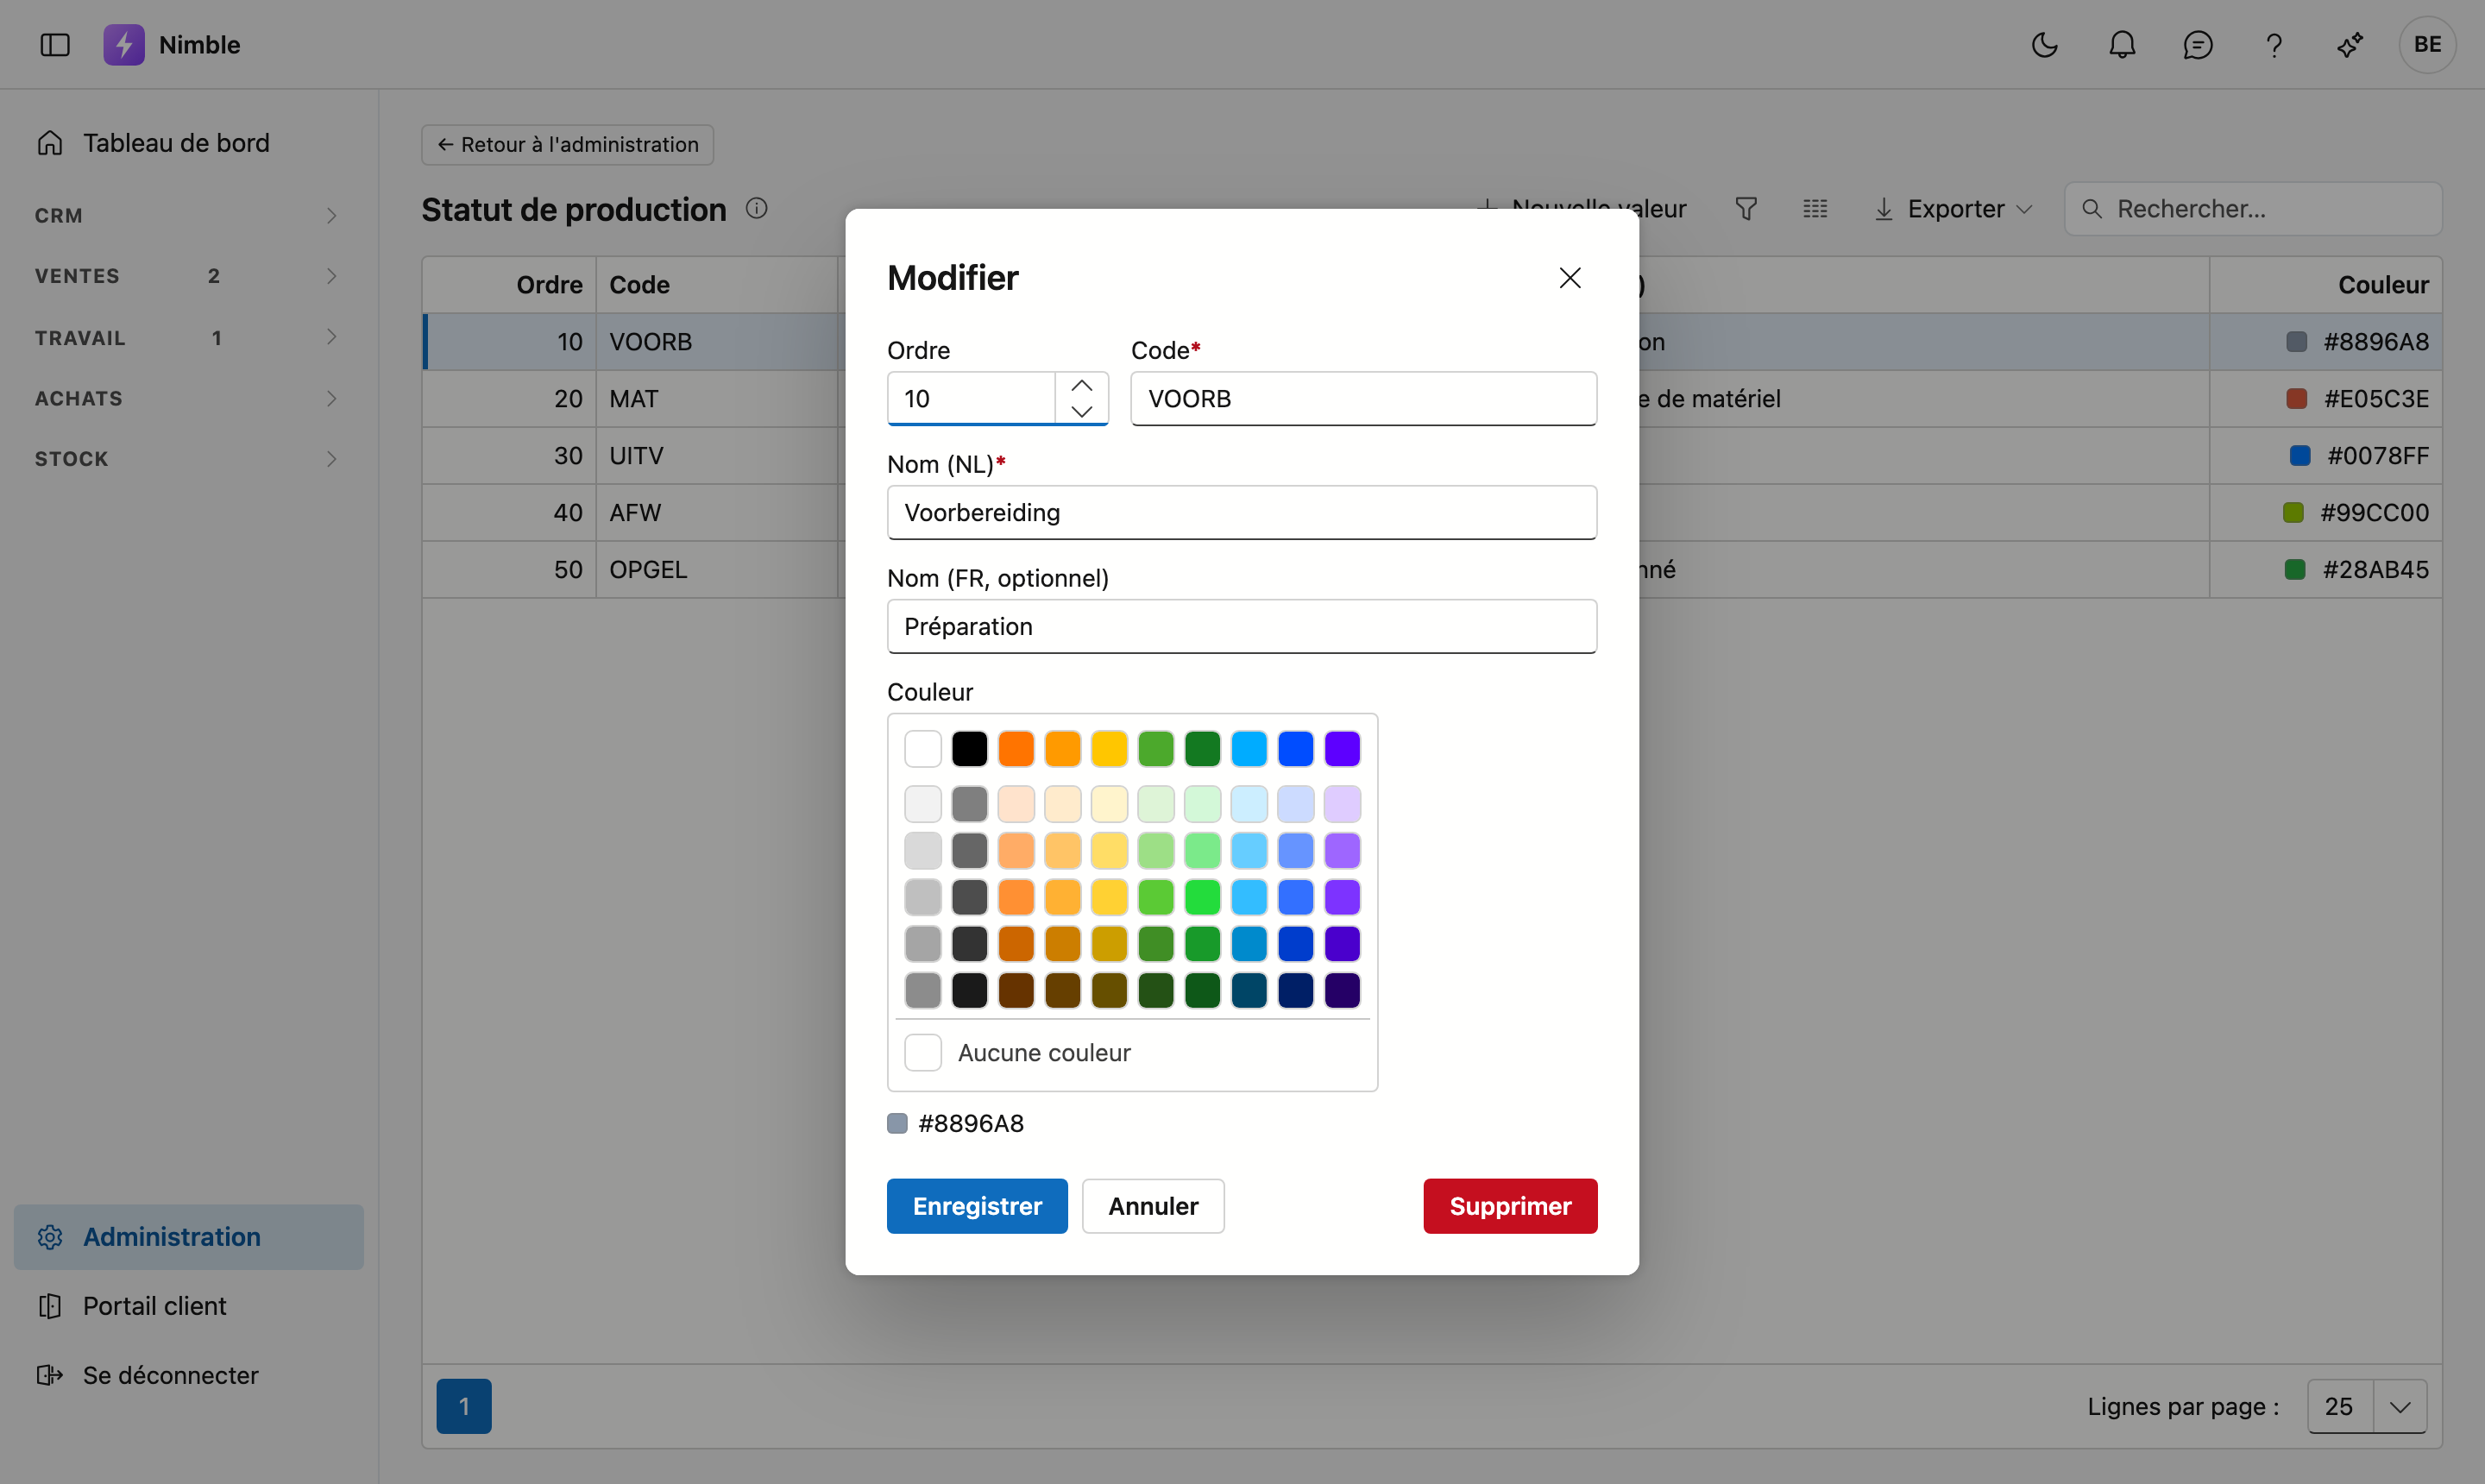 Nimble
BE
Tableau de bord
CRM
VENTES 2
TRAVAIL 1
ACHATS
STOCK
Administration
Portail client
Se déconnecter
← Retour à l'administration
Statut de production
Nouvelle valeur
Exporter
Rechercher...
Ordre Code Couleur
10 VOORB #8896A8
20 MAT e de matériel #E05C3E
30 UITV #0078FF
40 AFW #99CC00
50 OPGEL #28AB45
1
Lignes par page :
25
Modifier
Ordre
Code*
10
VOORB
Nom (NL)*
Voorbereiding
Nom (FR, optionnel)
Préparation
Couleur
Aucune couleur
#8896A8
Enregistrer
Annuler
Supprimer